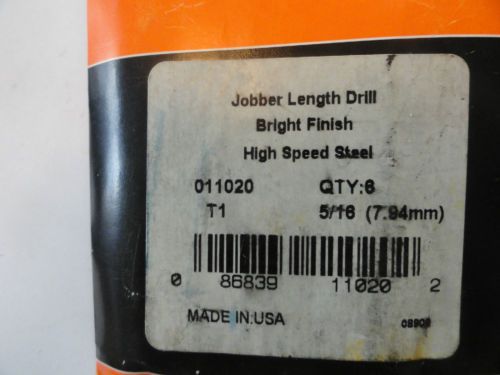 Jobber Length Drill
Bright Finish
High Speed Steel
011020 QTY:6
T1 5/16 (7.94mm)
0 86839 11020 2
MADE IN USA